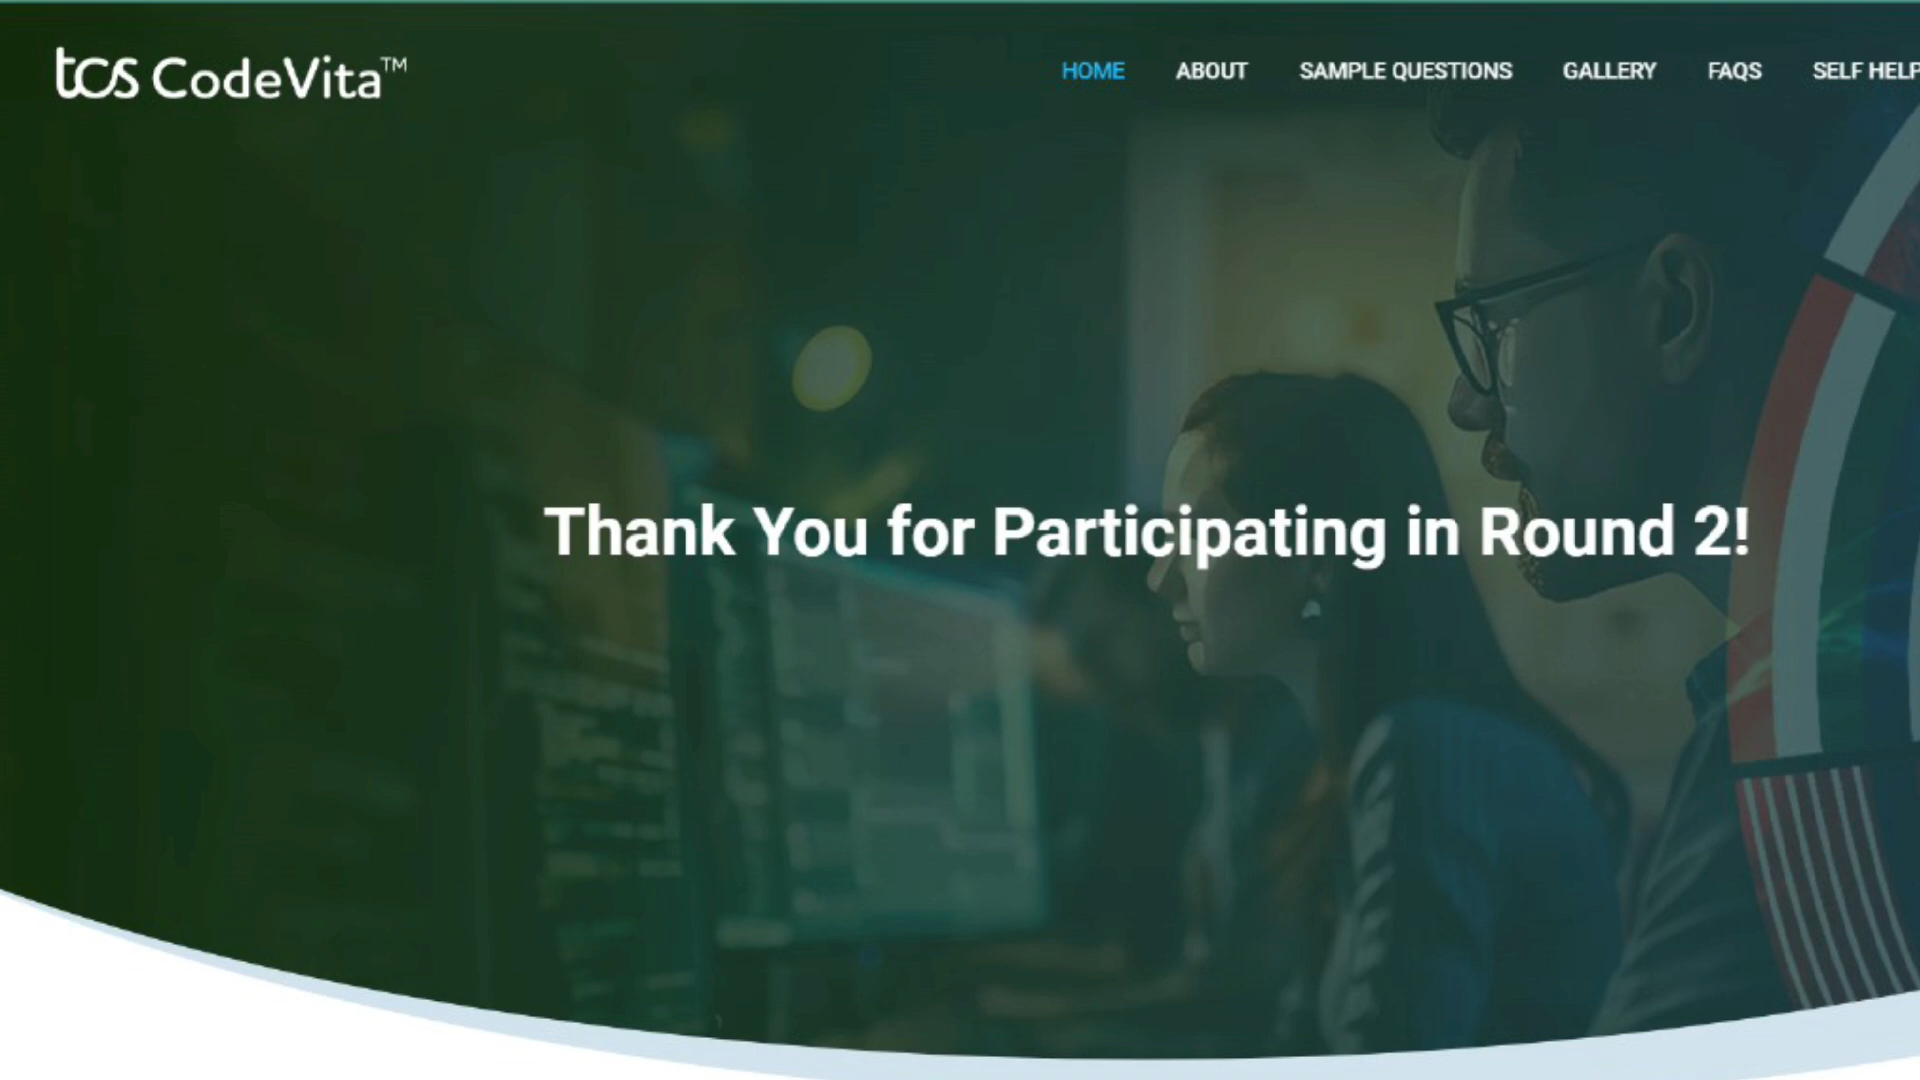 tcs CodeVita™
HOME ABOUT SAMPLE QUESTIONS GALLERY FAQS SELF HELP
Thank You for Participating in Round 2!